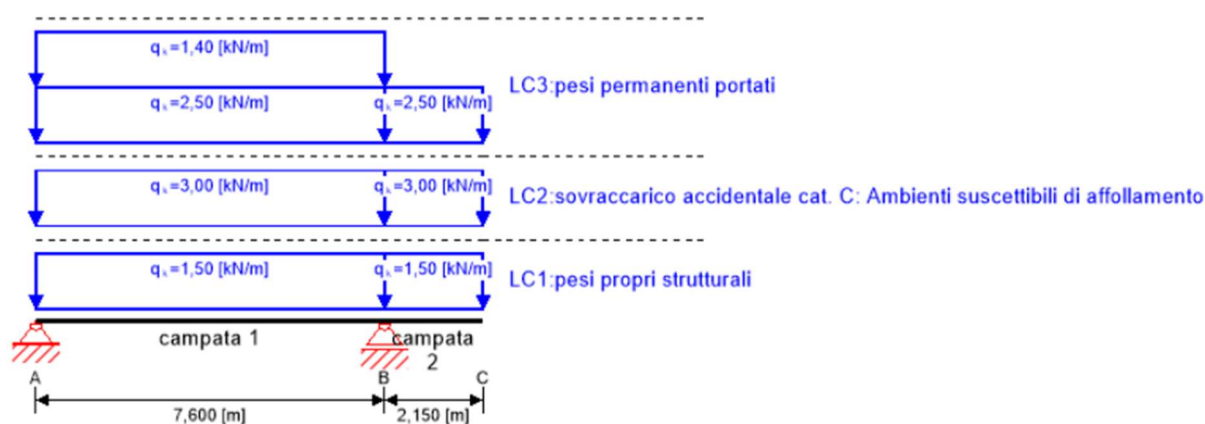 qₖ=1,40 [kN/m]
LC3:pesi permanenti portati
qₖ=2,50 [kN/m]
qₖ=2,50 [kN/m]
qₖ=3,00 [kN/m]
qₖ=3,00 [kN/m]
LC2:sovraccarico accidentale cat. C: Ambienti suscettibili di affollamento
qₖ=1,50 [kN/m]
qₖ=1,50 [kN/m]
LC1:pesi propri strutturali
campata 1
campata
2
A
B
C
7,600 [m]
2,150 [m]